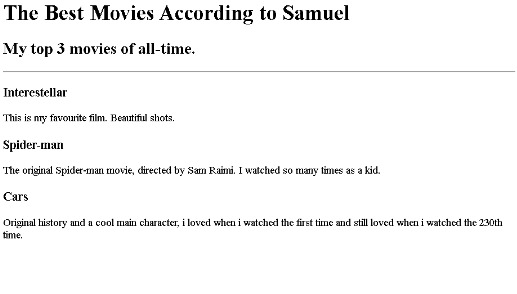 The Best Movies According to Samuel
My top 3 movies of all-time.
Interestellar
This is my favourite film. Beautiful shots.
Spider-man
The original Spider-man movie, directed by Sam Raimi. I watched so many times as a kid.
Cars
Original history and a cool main character, i loved when i watched the first time and still loved when i watched the 230th
time.